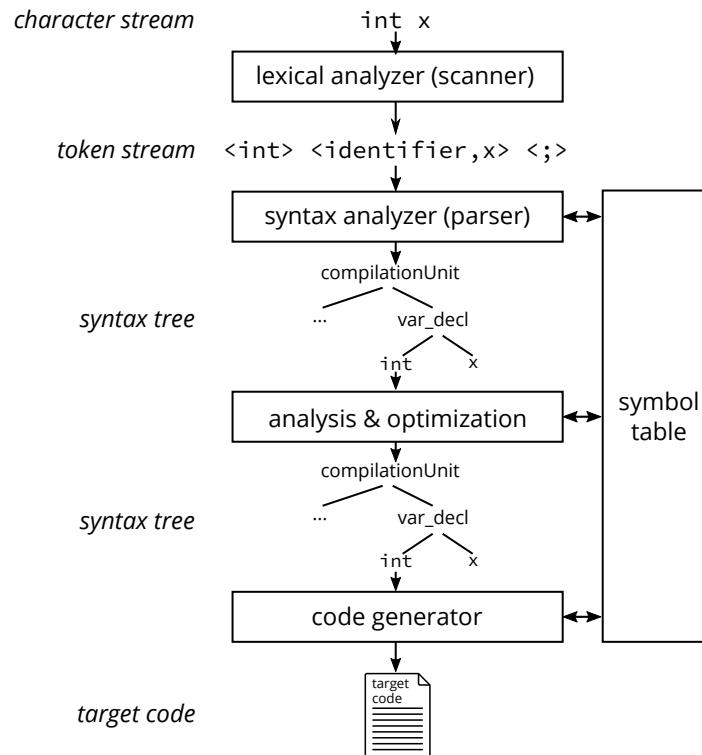 character stream int x
lexical analyzer (scanner)
token stream <int> <identifier,x> <;>
syntax analyzer (parser)
compilationUnit
syntax tree ... var_decl
int x
analysis & optimization
symbol
table
compilationUnit
syntax tree ... var_decl
int x
code generator
target
code
target code